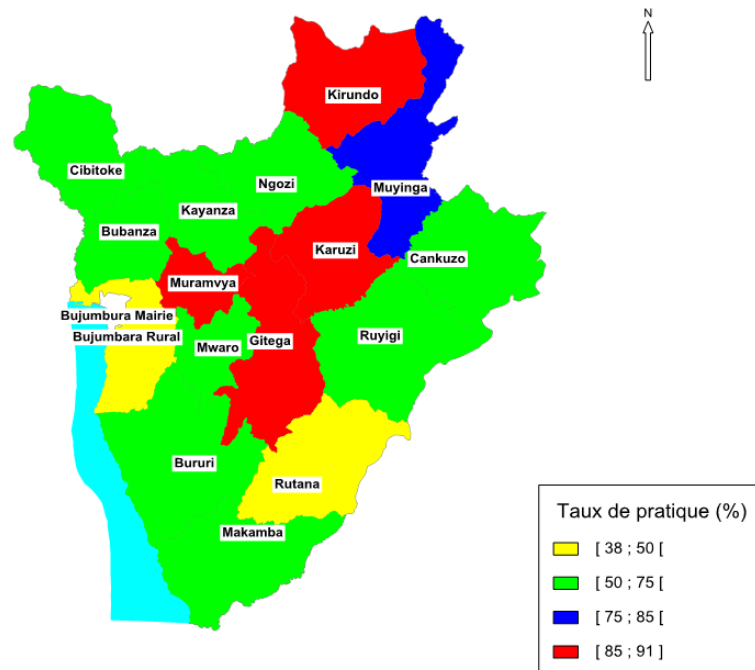 N
Kirundo
Cibitoke
Ngozi
Muyinga
Kayanza
Bubanza
Karuzi
Cankuzo
Muramvya
Bujumbura Mairie
Bujumbara Rural
Mwaro
Gitega
Ruyigi
Bururi
Rutana
Makamba
Taux de pratique (%)
[ 38 ; 50 [
[ 50 ; 75 [
[ 75 ; 85 [
[ 85 ; 91 ]